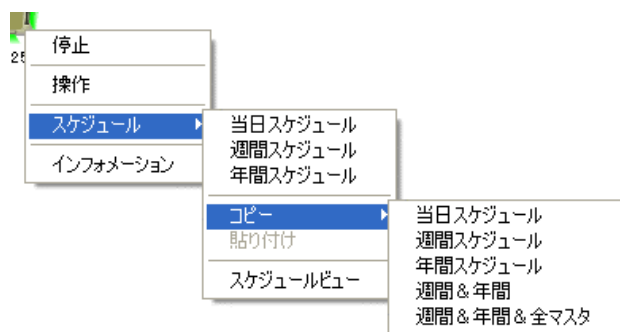 25
停止
操作
スケジュール
インフォメーション
当日スケジュール
週間スケジュール
年間スケジュール
コピー
貼り付け
スケジュールビュー
当日スケジュール
週間スケジュール
年間スケジュール
週間＆年間
週間＆年間＆全マスタ